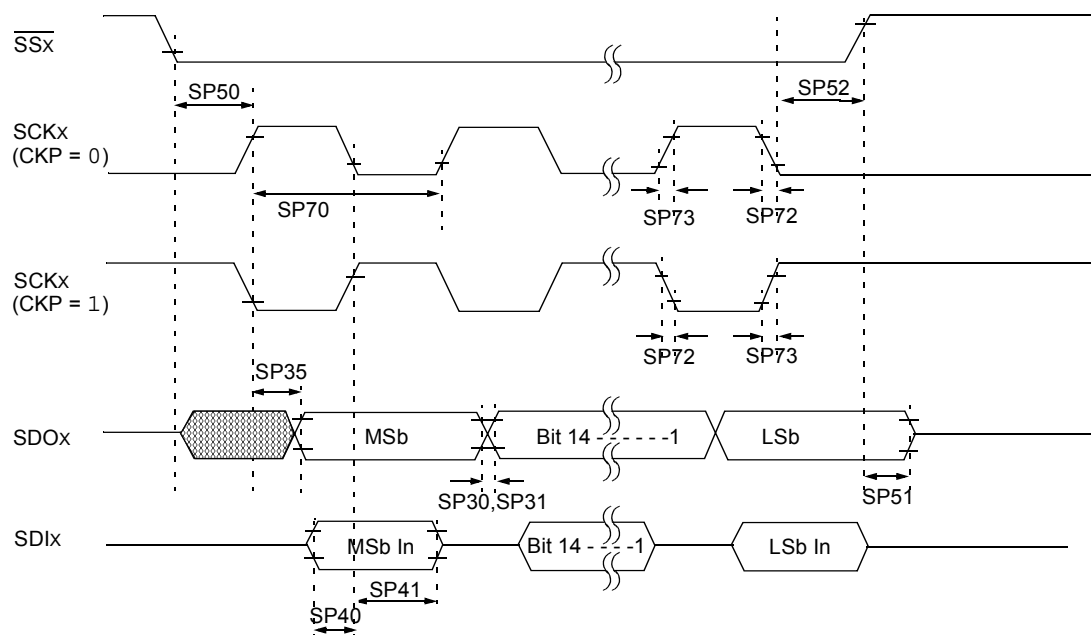 SSx
SP50
SP52
SCKx
(CKP = 0)
SP70
SP73
SP72
SCKx
(CKP = 1)
SP72
SP73
SP35
SDOx
MSb
Bit 14 - - - - - -1
LSb
SP30,SP31
SP51
SDIx
MSb In
Bit 14 - - - -1
LSb In
SP41
SP40